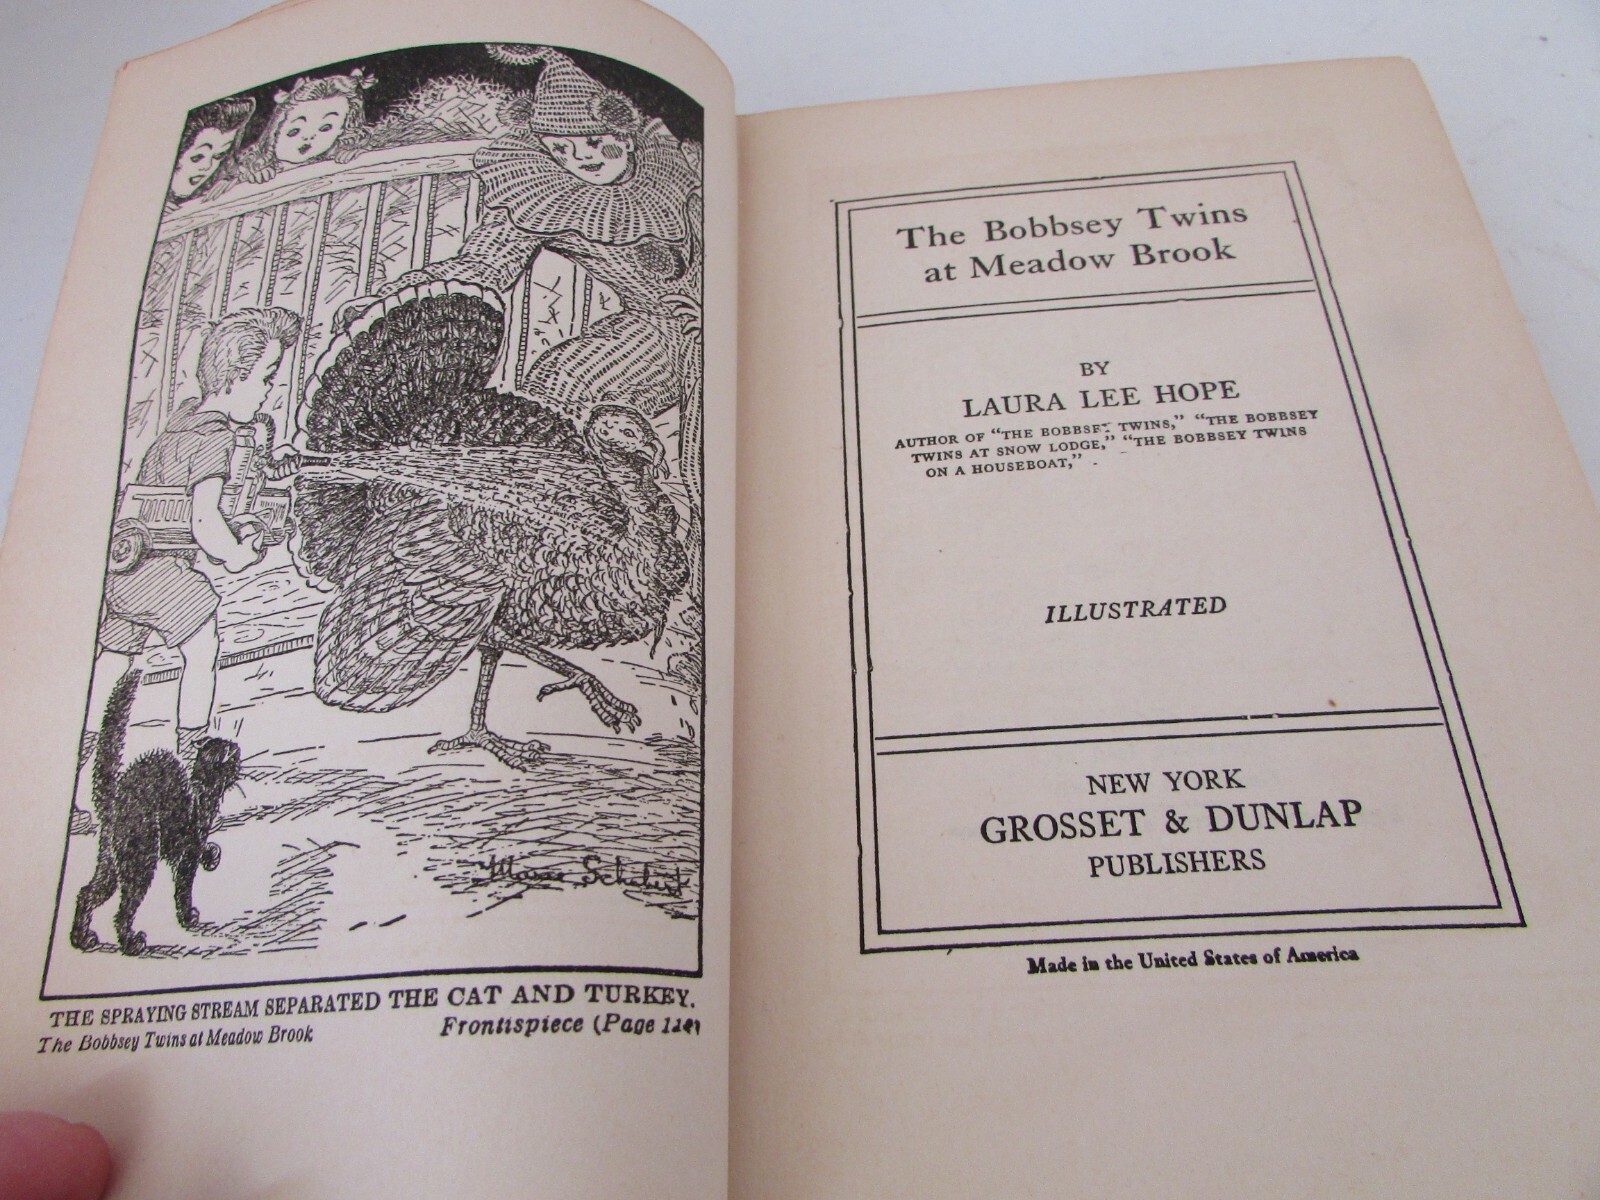 THE SPRAYING STREAM SEPARATED THE CAT AND TURKEY.
The Bobbsey Twins at Meadow Brook Frontispiece (Page
The Bobbsey Twins
at Meadow Brook
BY
LAURA LEE HOPE
AUTHOR OF "THE BOBBSEY TWINS," "THE BOBBSEY
TWINS AT SNOW LODGE," "THE BOBBSEY TWINS
ON A HOUSEBOAT,"
ILLUSTRATED
NEW YORK
GROSSET & DUNLAP
PUBLISHERS
Made in the United States of America